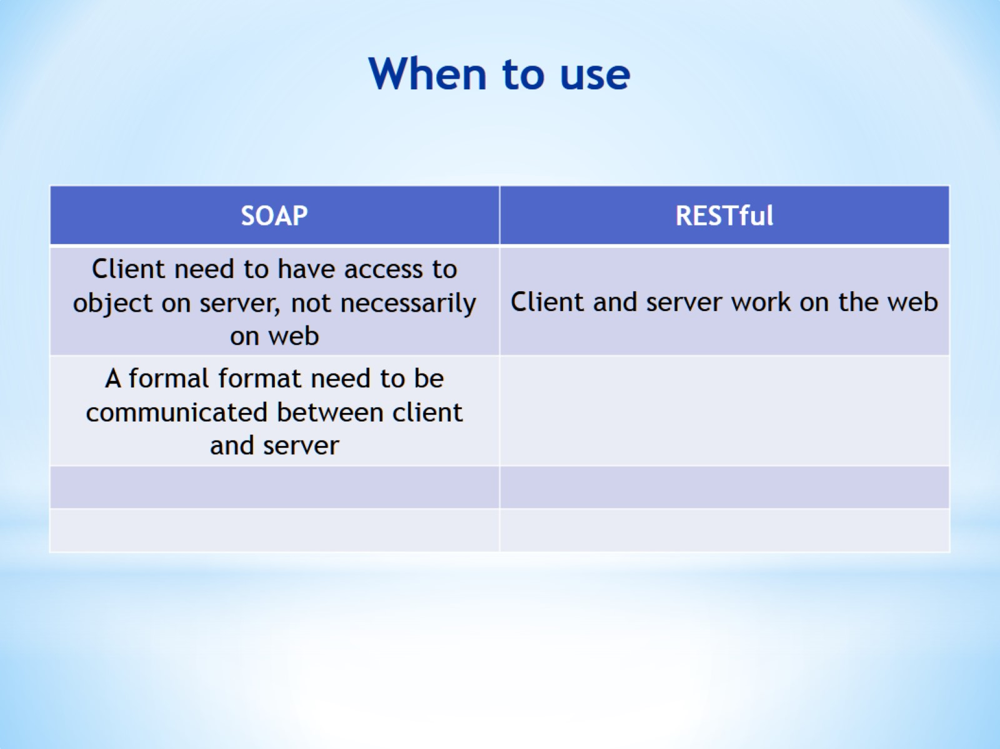 When to use
SOAP
RESTful
Client need to have access to
object on server, not necessarily
on web
Client and server work on the web
A formal format need to be
communicated between client
and server